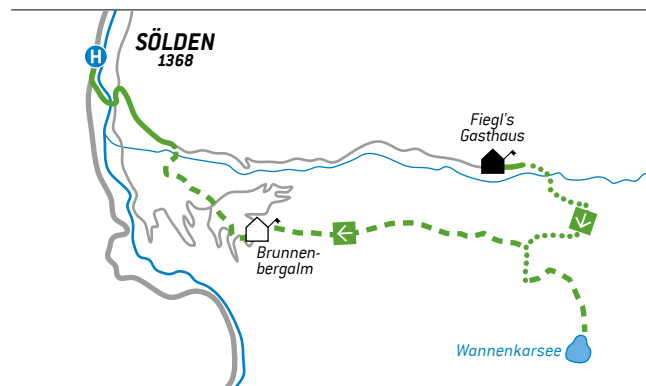 H
SÖLDEN
1368
Fiegl's
Gasthaus
Brunnen-
bergalm
Wannenkarsee